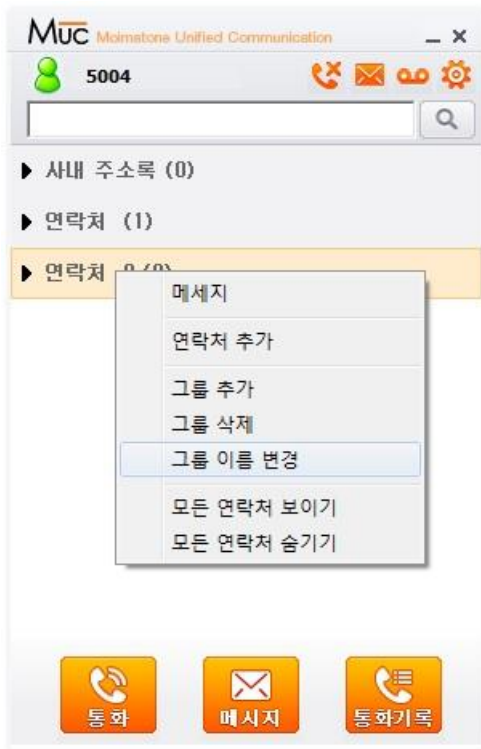 MUC Moimstone Unified Communication
5004
사내 주소록 (0)
연락처 (1)
연락처
메세지
연락처 추가
그룹 추가
그룹 삭제
그룹 이름 변경
모든 연락처 보이기
모든 연락처 숨기기
통화 메시지 통화기록